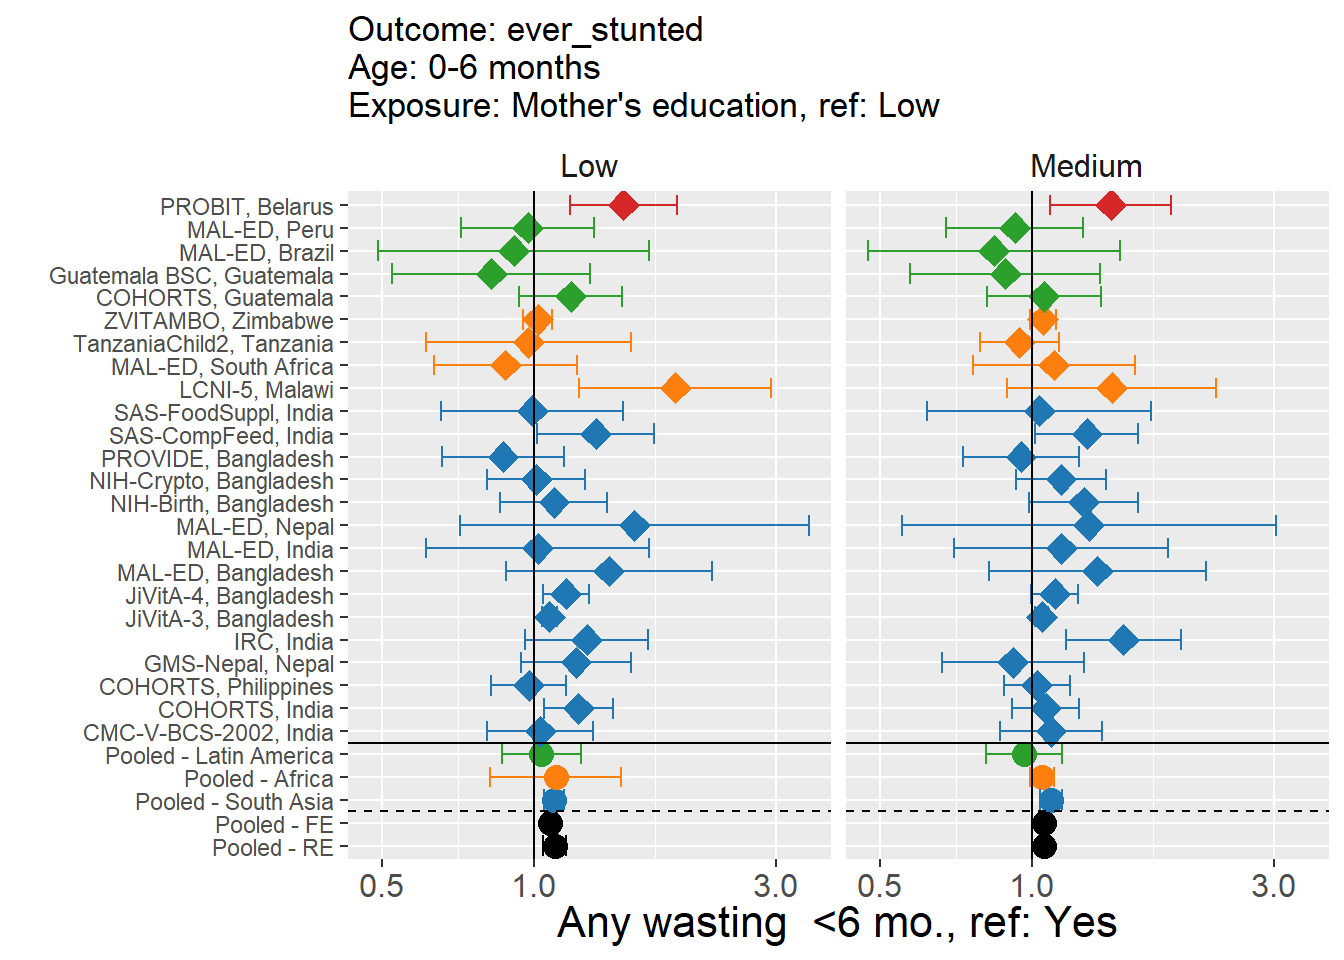 Outcome: ever_stunted
Age: 0-6 months
Exposure: Mother's education, ref: Low
Low
Medium
PROBIT, Belarus
MAL-ED, Peru
MAL-ED, Brazil
Guatemala BSC, Guatemala
COHORTS, Guatemala
ZVITAMBO, Zimbabwe
TanzaniaChild2, Tanzania
MAL-ED, South Africa
LCNI-5, Malawi
SAS-FoodSuppl, India
SAS-CompFeed, India
PROVIDE, Bangladesh
NIH-Crypto, Bangladesh
NIH-Birth, Bangladesh
MAL-ED, Nepal
MAL-ED, India
MAL-ED, Bangladesh
JiVitA-4, Bangladesh
JiVitA-3, Bangladesh
IRC, India
GMS-Nepal, Nepal
COHORTS, Philippines
COHORTS, India
CMC-V-BCS-2002, India
Pooled - Latin America
Pooled - Africa
Pooled - South Asia
Pooled - FE
Pooled - RE
0.5 1.0 3.0 0.5 1.0 3.0
Any wasting  <6 mo., ref: Yes